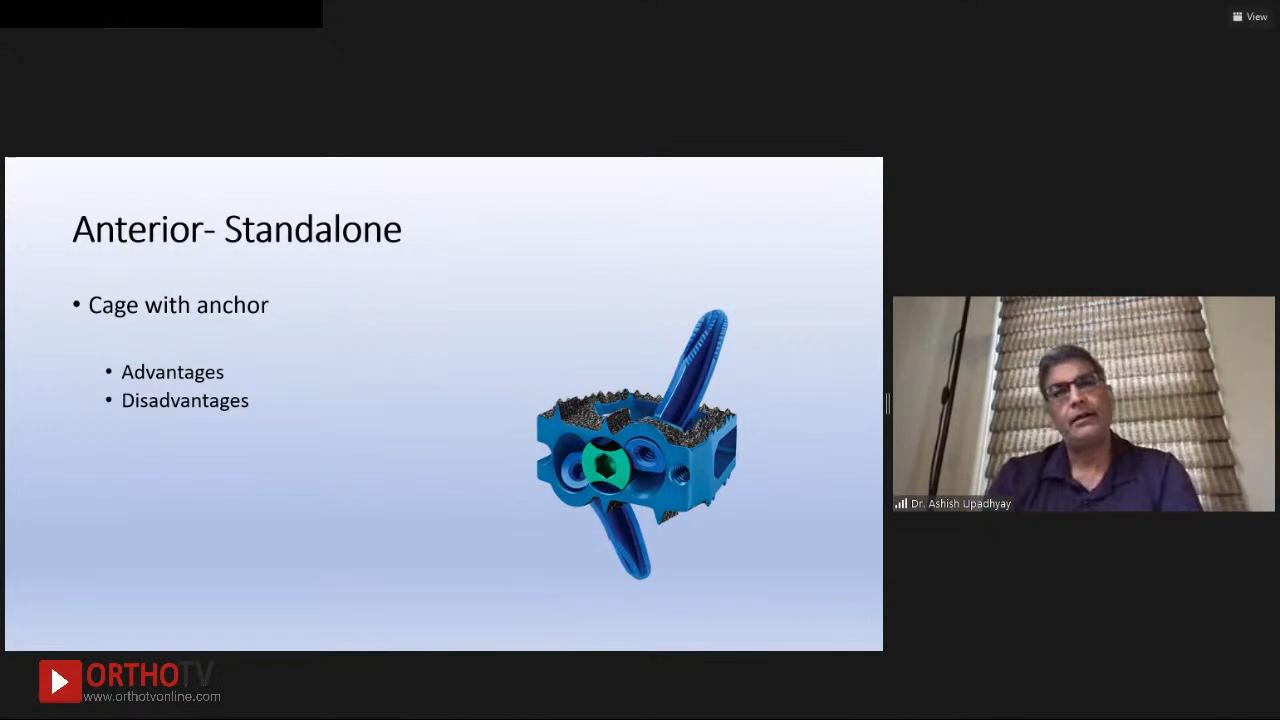 View
Anterior- Standalone
• Cage with anchor
• Advantages
• Disadvantages
Dr. Ashish Upadhyay
ORTHOTV
www.orthotvonline.com